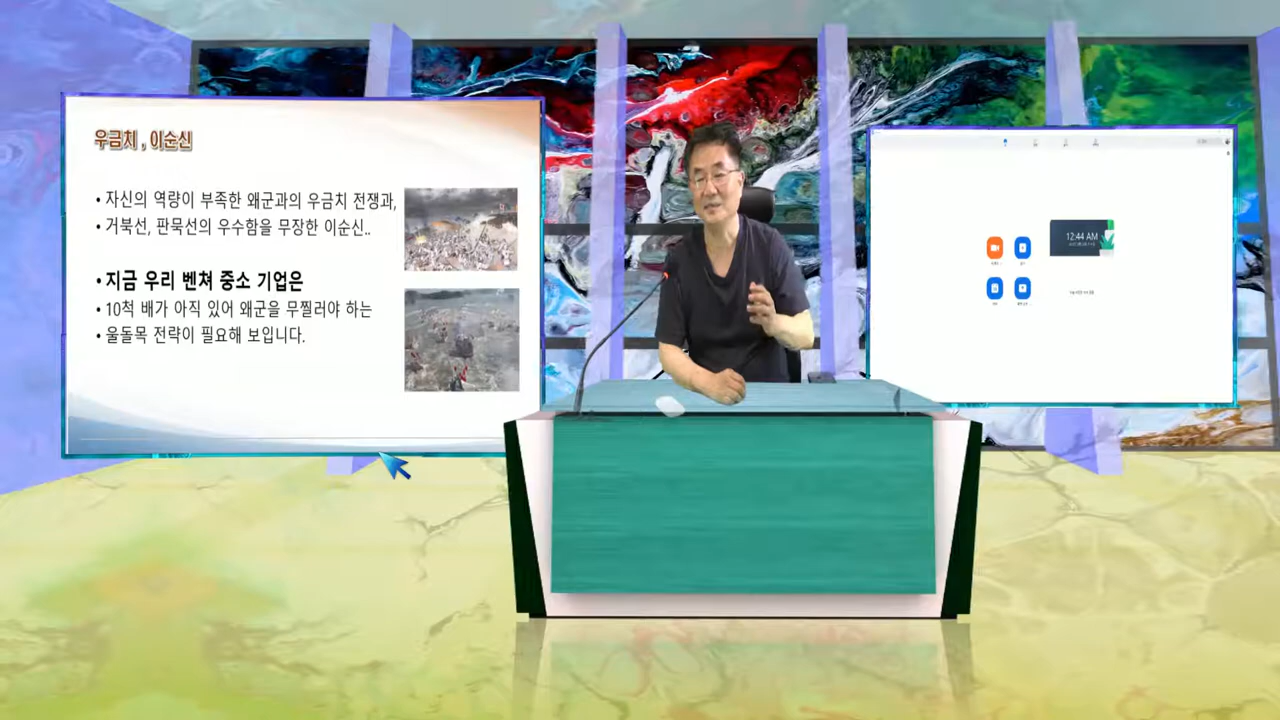 우금치 , 이순신
• 자신의 역량이 부족한 왜군과의 우금치 전쟁과,
• 거북선, 판묵선의 우수함을 무장한 이순신..
• 지금 우리 벤쳐 중소 기업은
• 10척 배가 아직 있어 왜군을 무찔러야 하는
• 울돌목 전략이 필요해 보입니다.
12:44 AM